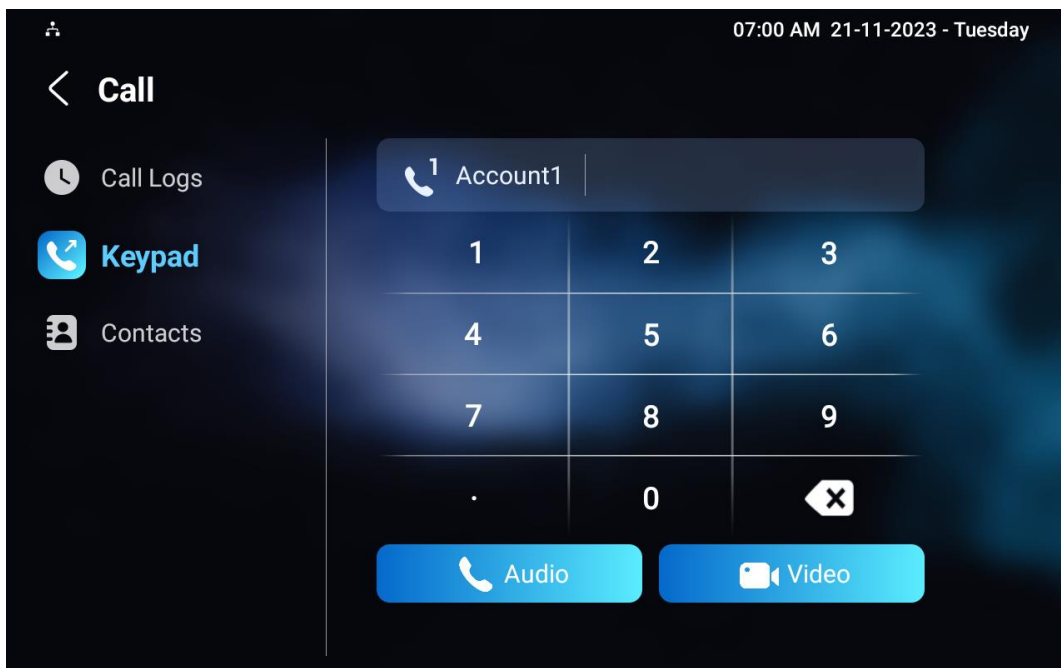 07:00 AM 21-11-2023 - Tuesday
Call
Call Logs
Keypad
Contacts
1 Account1
1 2 3
4 5 6
7 8 9
. 0
Audio Video